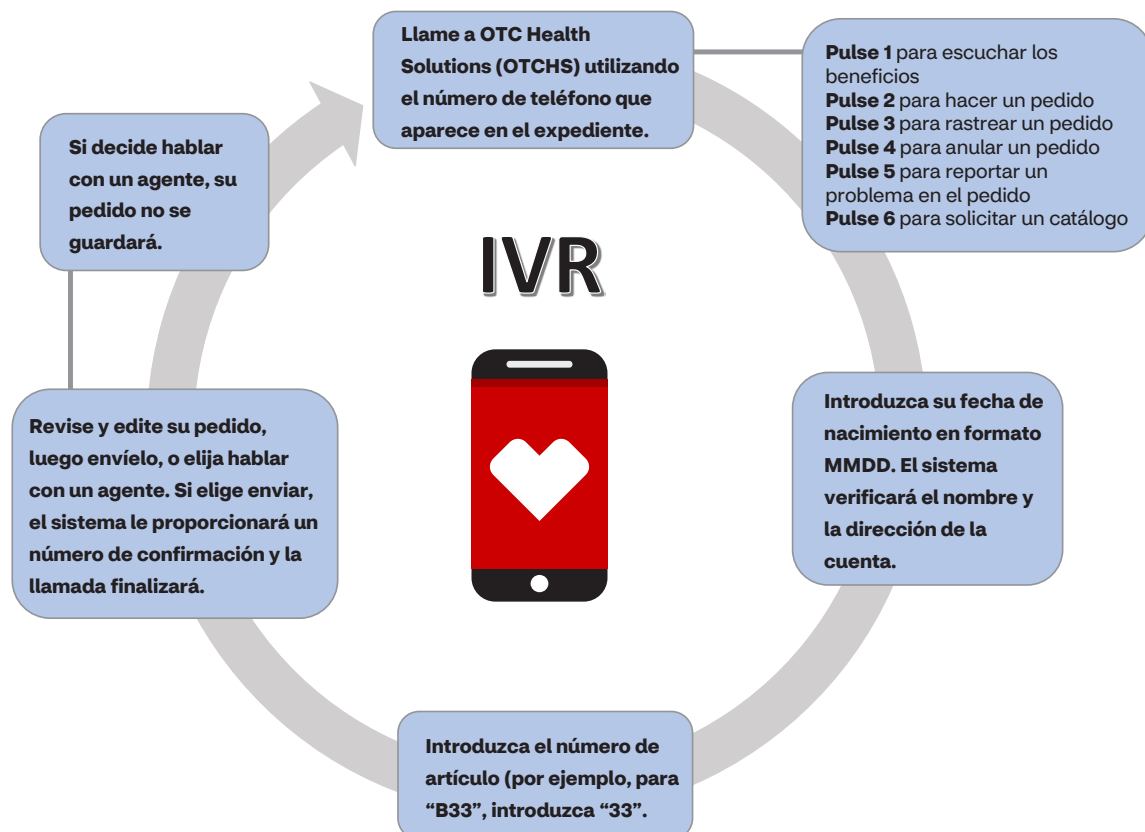 Llame a OTC Health
Solutions (OTCHS) utilizando
el número de teléfono que
aparece en el expediente.
Pulse 1 para escuchar los
beneficios
Pulse 2 para hacer un pedido
Pulse 3 para rastrear un pedido
Pulse 4 para anular un pedido
Pulse 5 para reportar un
problema en el pedido
Pulse 6 para solicitar un catálogo
Si decide hablar
con un agente, su
pedido no se
guardará.
IVR
Introduzca su fecha de
nacimiento en formato
MMDD. El sistema
verificará el nombre y
la dirección de la
cuenta.
Revise y edite su pedido,
luego envíelo, o elija hablar
con un agente. Si elige enviar,
el sistema le proporcionará un
número de confirmación y la
llamada finalizará.
Introduzca el número de
artículo (por ejemplo, para
“B33”, introduzca “33”.